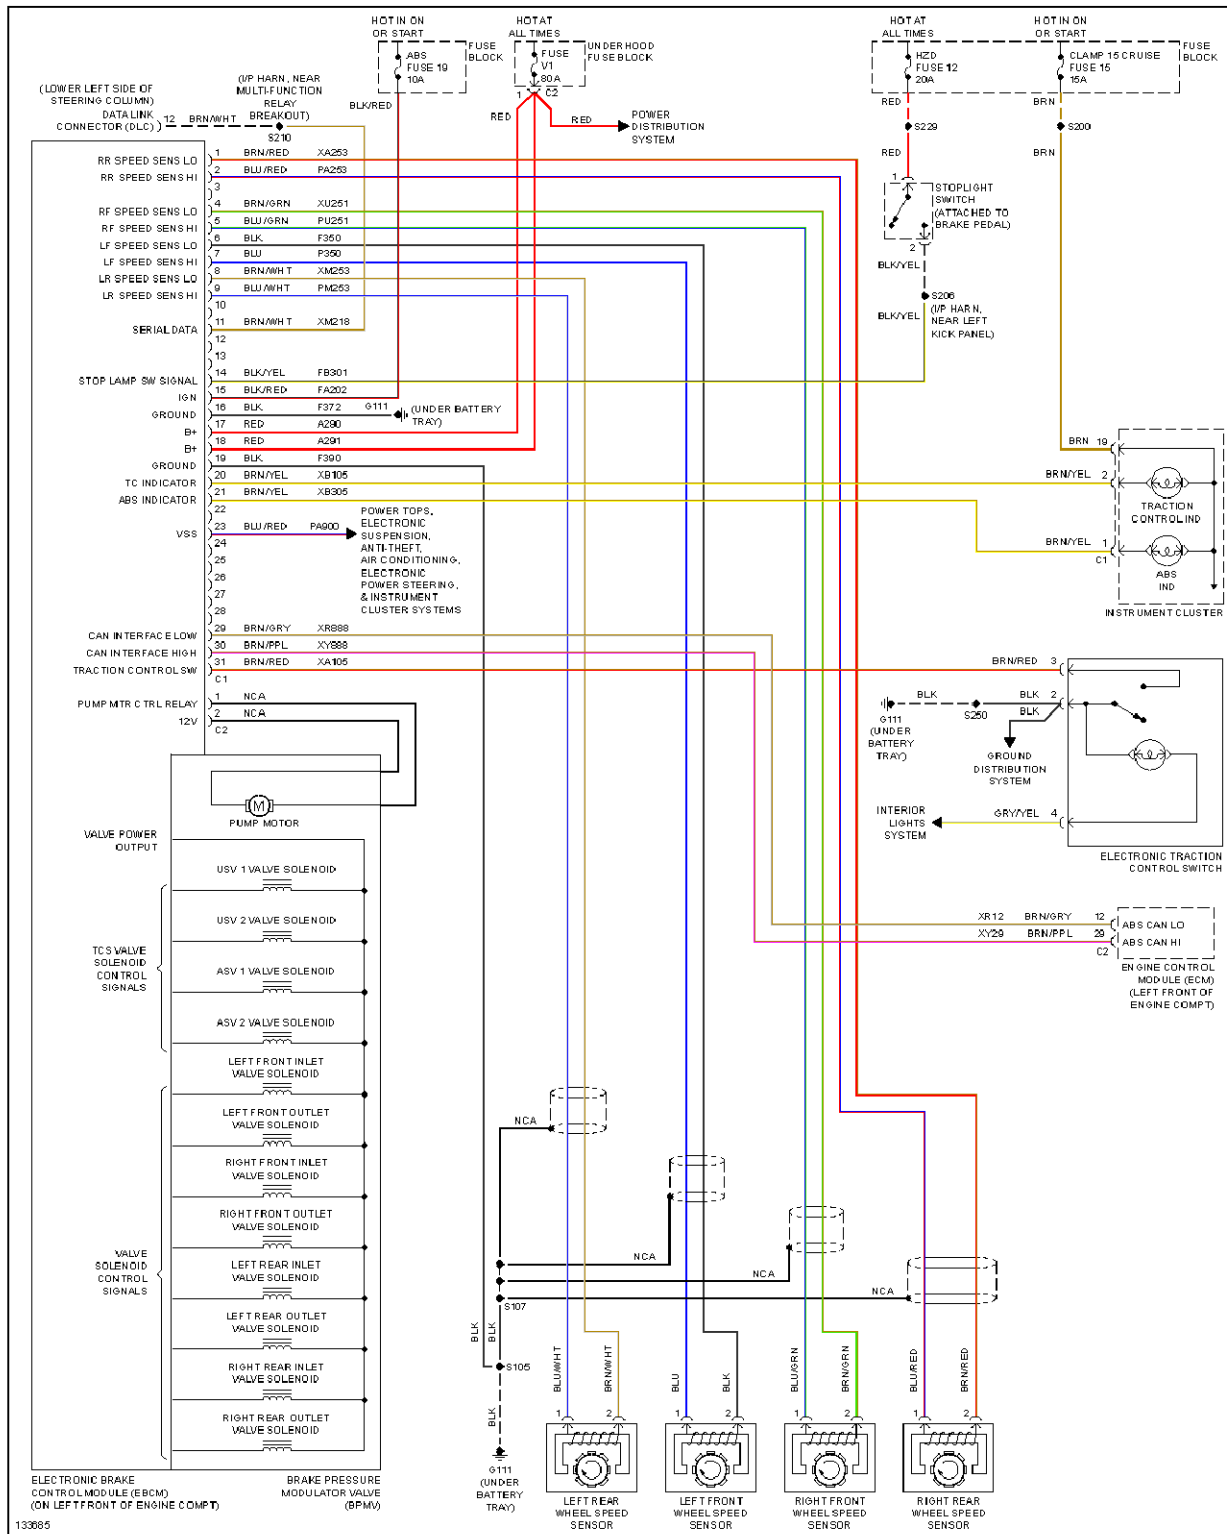 HOT IN ON
OR START
HOT AT
ALL TIMES
HOT AT
ALL TIMES
HOT IN ON
OR START
ABS
FUSE 19
10A
FUSE
BLOCK
FUSE
V1
80A
UNDERHOOD
FUSE BLOCK
HZD
FUSE 12
20A
CLAMP 15 CRUISE
FUSE 15
15A
FUSE
BLOCK
1
C2
BLK/RED
RED
RED
POWER
DISTRIBUTION
SYSTEM
RED
S229
RED
BRN
S200
BRN
(LOWER LEFT SIDE OF
STEERING COLUMN)
DATA LINK
CONNECTOR (DLC)
12
BRN/WHT
(I/P HARN, NEAR
MULTI-FUNCTION
RELAY
BREAKOUT)
S210
1
STOPLIGHT
SWITCH
(ATTACHED TO
BRAKE PEDAL)
2
BLK/YEL
S206
BLK/YEL
(I/P HARN,
NEAR LEFT
KICK PANEL)
RR SPEED SENS LO 1 BRN/RED XA253
RR SPEED SENS HI 2 BLU/RED PA253
3
RF SPEED SENS LO 4 BRN/GRN XU251
RF SPEED SENS HI 5 BLU/GRN PU251
LF SPEED SENS LO 6 BLK F350
LF SPEED SENS HI 7 BLU P350
LR SPEED SENS LO 8 BRN/WHT XM253
LR SPEED SENS HI 9 BLU/WHT PM253
10
SERIAL DATA 11 BRN/WHT XM218
12
13
STOP LAMP SW SIGNAL 14 BLK/YEL FB301
IGN 15 BLK/RED FA202
GROUND 16 BLK F372 G111 (UNDER BATTERY
TRAY)
B+ 17 RED A290
B+ 18 RED A291
GROUND 19 BLK F390
TC INDICATOR 20 BRN/YEL XB105
ABS INDICATOR 21 BRN/YEL XB305
22
VSS 23 BLU/RED PA900
24
25
26
27
28
CAN INTERFACE LOW 29 BRN/GRY XR888
CAN INTERFACE HIGH 30 BRN/PPL XY888
TRACTION CONTROL SW 31 BRN/RED XA105
C1
PUMP MTR CTRL RELAY 1 NCA
12V 2 NCA
C2
POWER TOPS,
ELECTRONIC
SUSPENSION,
ANTI-THEFT,
AIR CONDITIONING,
ELECTRONIC
POWER STEERING,
& INSTRUMENT
CLUSTER SYSTEMS
BRN 19
BRN/YEL 2
TRACTION
CONTROL IND
BRN/YEL 1
C1
ABS
IND
INSTRUMENT CLUSTER
BRN/RED 3
BLK
BLK 2
BLK
G111
(UNDER
BATTERY
TRAY)
S250
GROUND
DISTRIBUTION
SYSTEM
INTERIOR
LIGHTS
SYSTEM
GRY/YEL 4
ELECTRONIC TRACTION
CONTROL SWITCH
XR12 BRN/GRY 12 ABS CAN LO
XY29 BRN/PPL 29 ABS CAN HI
C2
ENGINE CONTROL
MODULE (ECM)
(LEFT FRONT OF
ENGINE COMPT)
M
PUMP MOTOR
VALVE POWER
OUTPUT
USV 1 VALVE SOLENOID
USV 2 VALVE SOLENOID
TCS VALVE
SOLENOID
CONTROL
SIGNALS
ASV 1 VALVE SOLENOID
ASV 2 VALVE SOLENOID
LEFT FRONT INLET
VALVE SOLENOID
LEFT FRONT OUTLET
VALVE SOLENOID
RIGHT FRONT INLET
VALVE SOLENOID
RIGHT FRONT OUTLET
VALVE SOLENOID
VALVE
SOLENOID
CONTROL
SIGNALS
LEFT REAR INLET
VALVE SOLENOID
LEFT REAR OUTLET
VALVE SOLENOID
RIGHT REAR INLET
VALVE SOLENOID
RIGHT REAR OUTLET
VALVE SOLENOID
NCA
NCA
NCA
NCA
S107
BLK
BLK
S105
BLK
G111
(UNDER
BATTERY
TRAY)
BLU/WHT
BRN/WHT
BLU
BLK
BLU/GRN
BRN/GRN
BLU/RED
BRN/RED
1 2
1 2
1 2
1 2
LEFT REAR
WHEEL SPEED
SENSOR
LEFT FRONT
WHEEL SPEED
SENSOR
RIGHT FRONT
WHEEL SPEED
SENSOR
RIGHT REAR
WHEEL SPEED
SENSOR
ELECTRONIC BRAKE
CONTROL MODULE (EBCM)
(ON LEFT FRONT OF ENGINE COMPT)
BRAKE PRESSURE
MODULATOR VALVE
(BPMV)
133685